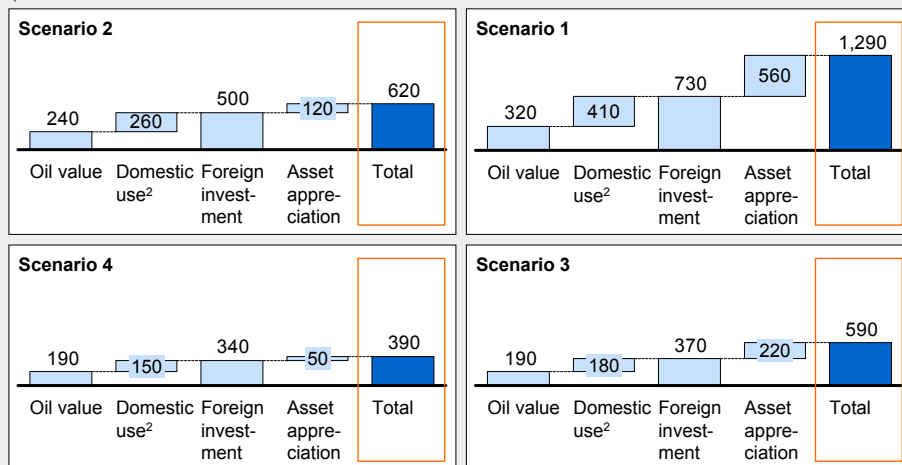 Scenario 2
240
260
500
120
620
Oil value
Domestic
use²
Foreign
invest-
ment
Asset
appre-
ciation
Total
Scenario 1
320
410
730
560
1,290
Oil value
Domestic
use²
Foreign
invest-
ment
Asset
appre-
ciation
Total
Scenario 4
190
150
340
50
390
Oil value
Domestic
use²
Foreign
invest-
ment
Asset
appre-
ciation
Total
Scenario 3
190
180
370
220
590
Oil value
Domestic
use²
Foreign
invest-
ment
Asset
appre-
ciation
Total